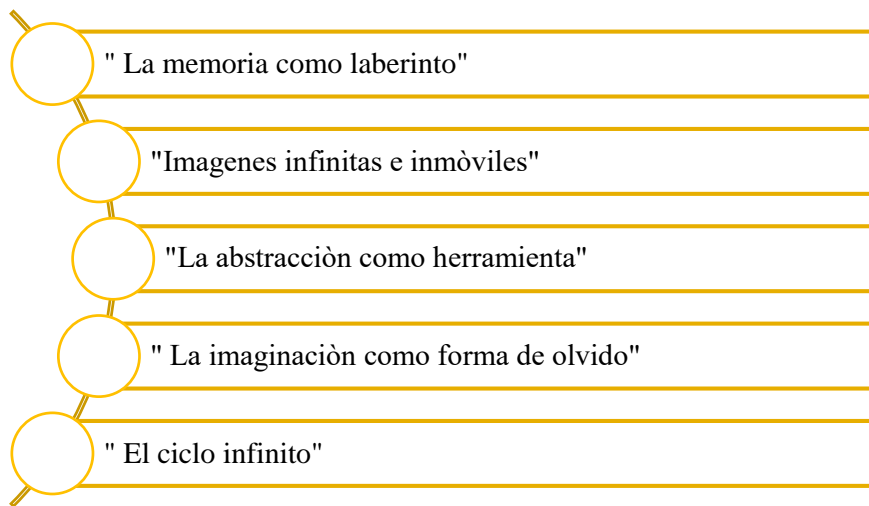 " La memoria como laberinto"
"Imagenes infinitas e inmòviles"
"La abstracciòn como herramienta"
" La imaginaciòn como forma de olvido"
" El ciclo infinito"